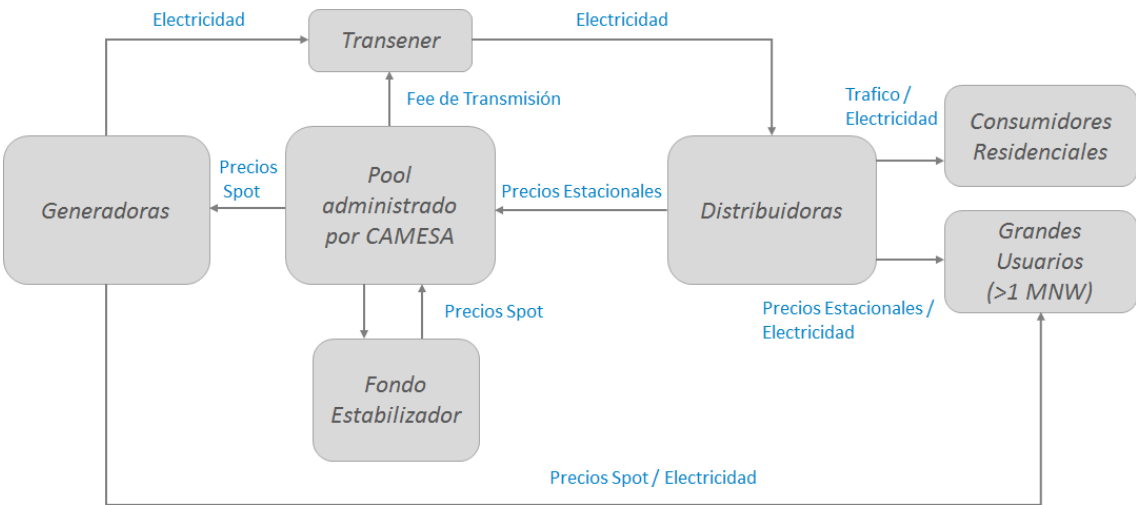 Electricidad
Electricidad
Transener
Fee de Transmisión
Trafico /
Electricidad
Consumidores
Residenciales
Precios
Spot
Pool
administrado
por CAMESA
Precios Estacionales
Generadoras
Distribuidoras
Grandes
Usuarios
(>1 MNW)
Precios Spot
Precios Estacionales /
Electricidad
Fondo
Estabilizador
Precios Spot / Electricidad